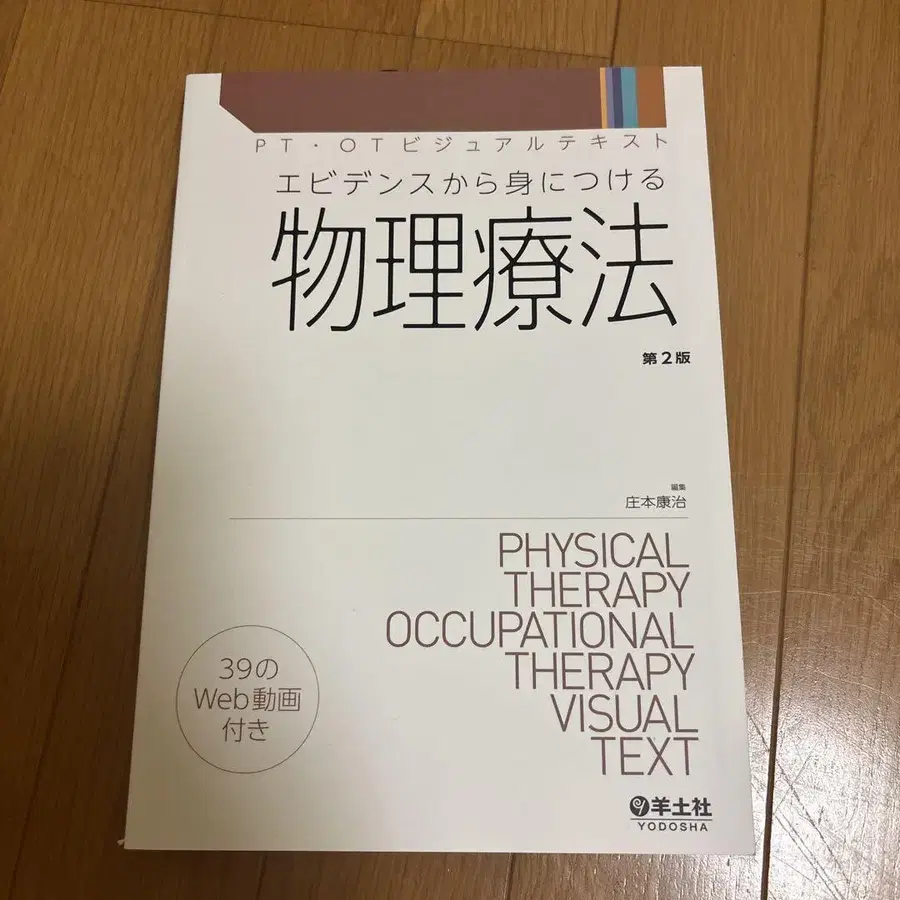 PT・OTビジュアルテキスト
エビデンスから身につける
物理療法
第2版
編集
庄本康治
PHYSICAL
THERAPY
OCCUPATIONAL
THERAPY
VISUAL
TEXT
39の
Web動画
付き
羊土社
YODOSHA